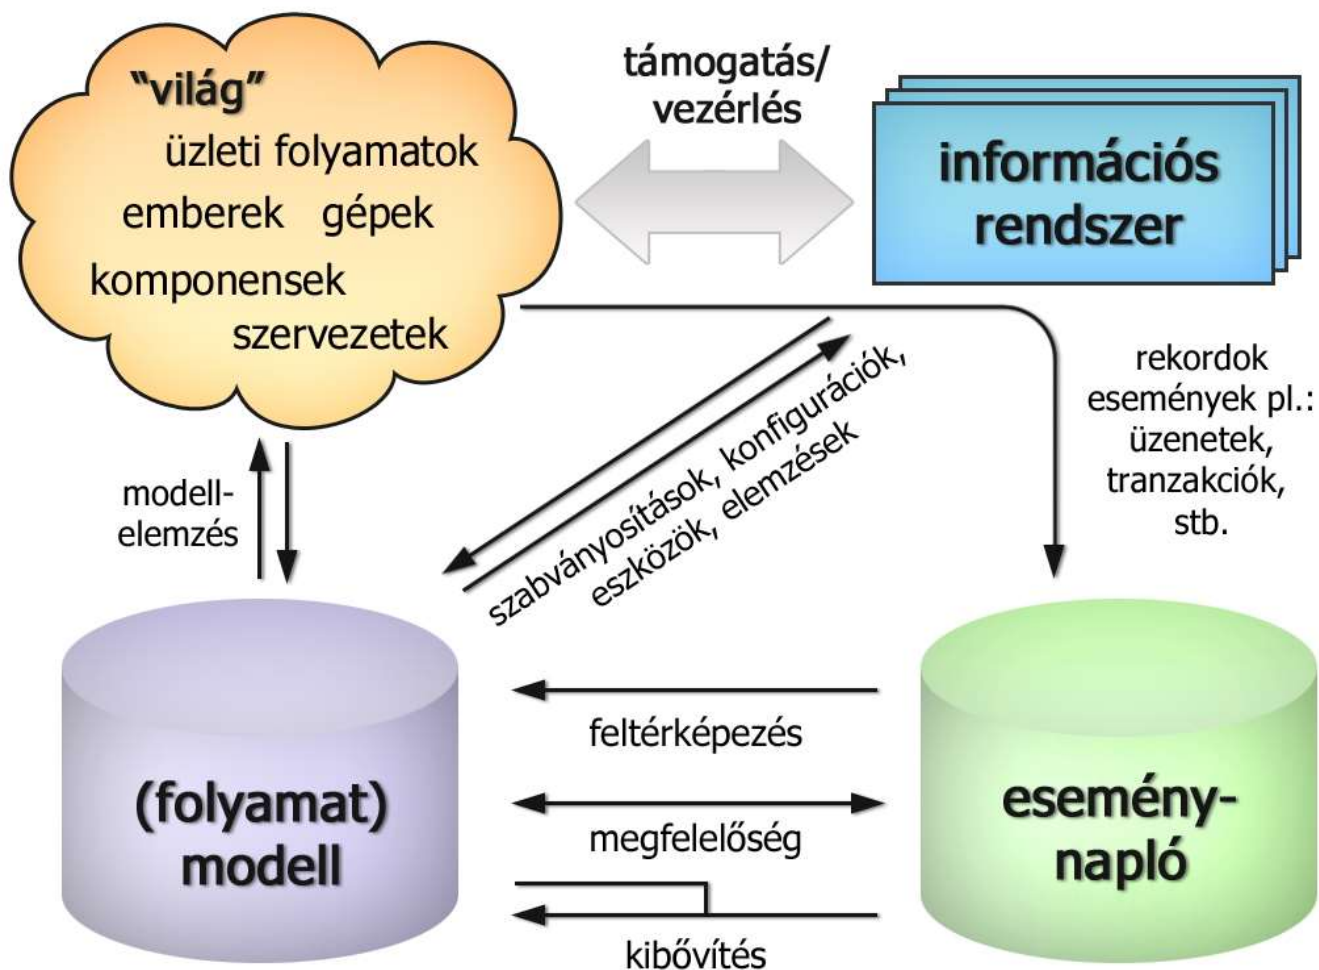 "világ"
üzleti folyamatok
emberek gépek
komponensek
szervezetek
támogatás/
vezérlés
információs
rendszer
rekordok
események pl.:
üzenetek,
tranzakciók,
stb.
szabványosítások, konfigurációk,
eszközök, elemzések
modell-
elemzés
(folyamat)
modell
feltérképezés
megfelelőség
kibővítés
esemény-
napló